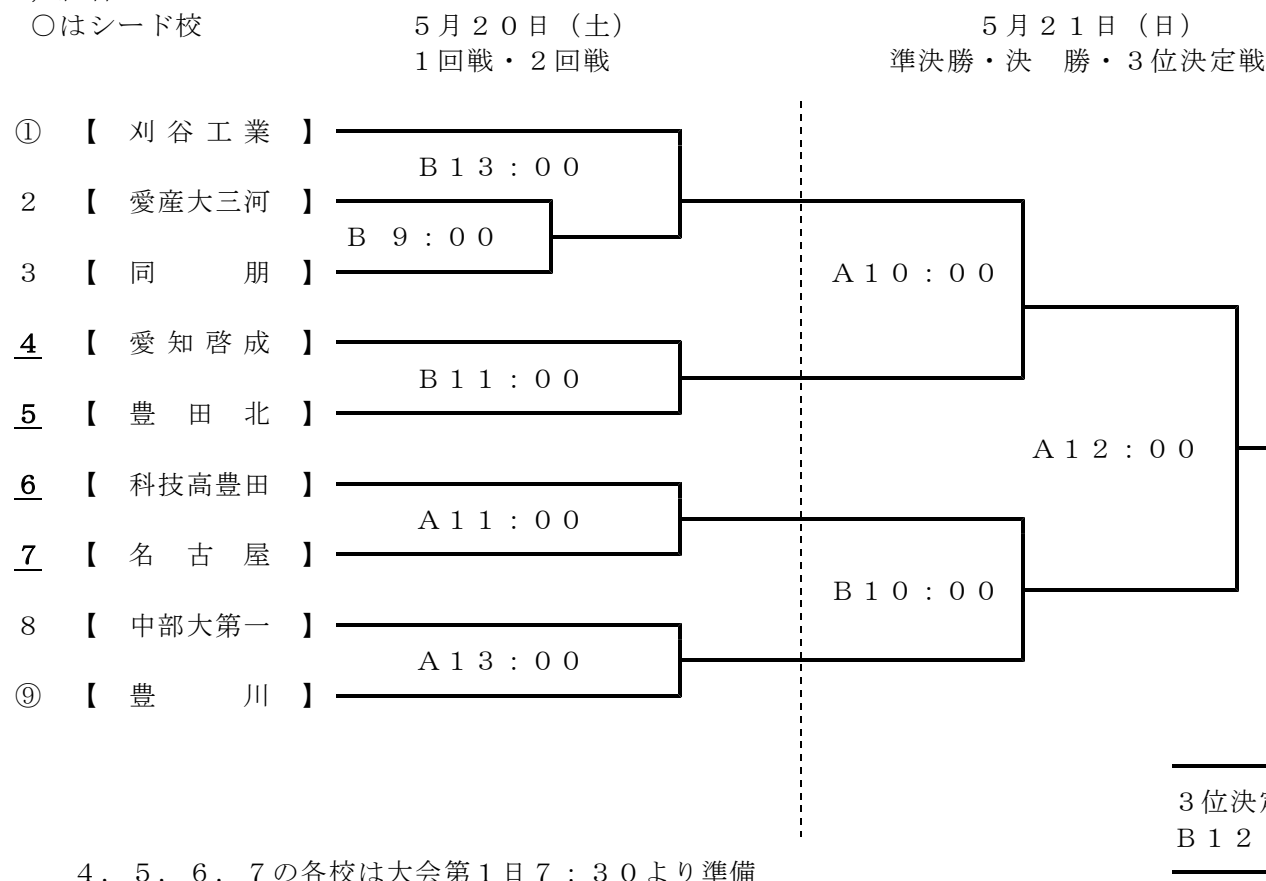 ○はシード校 ５月２０日（土） ５月２１日（日）
１回戦・２回戦 準決勝・決　勝・３位決定戦
① 【 刈谷工業 】
Ｂ１３：００
２ 【 愛産大三河 】
Ｂ　９：００
３ 【 同　　朋 】
Ａ１０：００
４ 【 愛知啓成 】
Ｂ１１：００
５ 【 豊　田　北 】
Ａ１２：００
６ 【 科技高豊田 】
Ａ１１：００
７ 【 名　古　屋 】
Ｂ１０：００
８ 【 中部大第一 】
Ａ１３：００
⑨ 【 豊　　川 】
３位決定
Ｂ１２
４．５．６．７の各校は大会第１日７：３０より準備